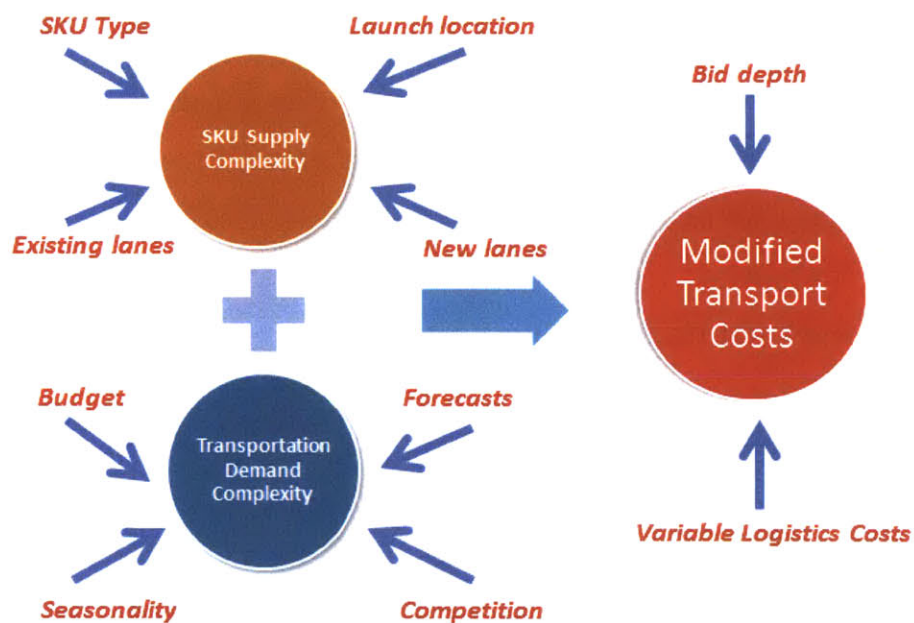 SKU Type
Launch location
Bid depth
SKU Supply
Complexity
Existing lanes
New lanes
Modified
Transport
Costs
Budget
Forecasts
Transportation
Demand
Complexity
Variable Logistics Costs
Seasonality
Competition